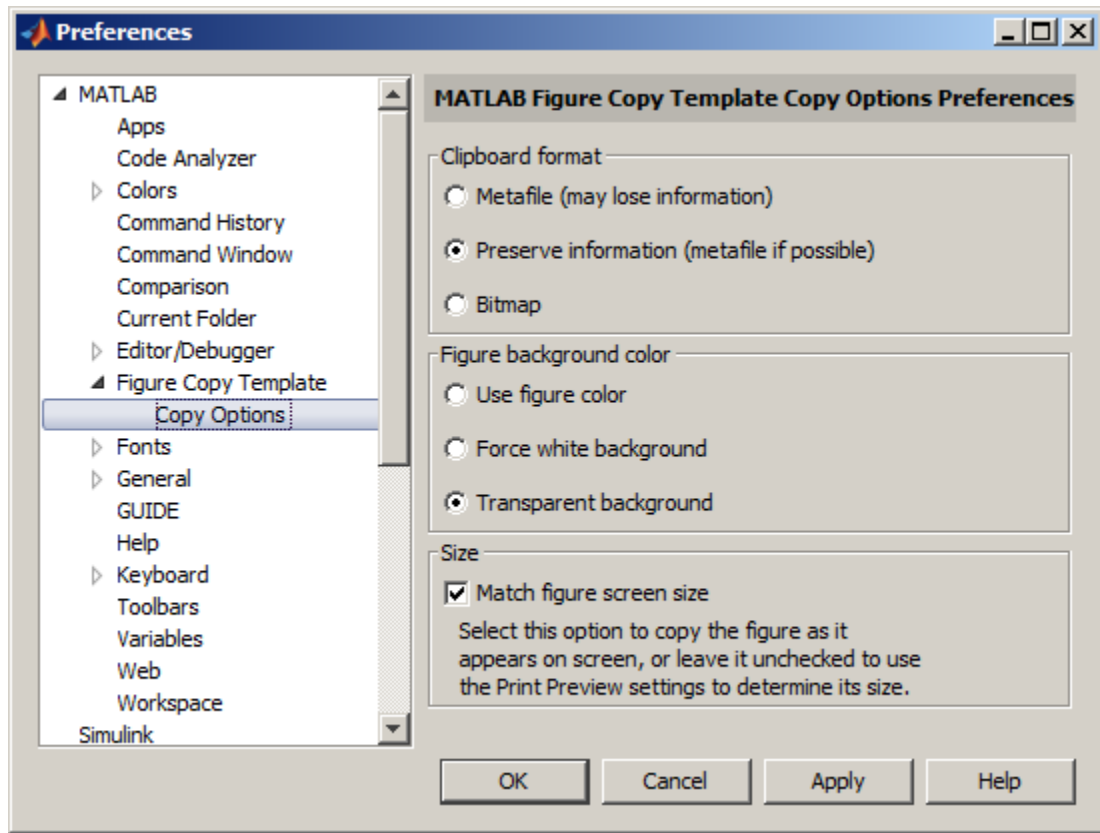 Preferences
MATLAB
Apps
Code Analyzer
Colors
Command History
Command Window
Comparison
Current Folder
Editor/Debugger
Figure Copy Template
Copy Options
Fonts
General
GUIDE
Help
Keyboard
Toolbars
Variables
Web
Workspace
Simulink
MATLAB Figure Copy Template Copy Options Preferences
Clipboard format
Metafile (may lose information)
Preserve information (metafile if possible)
Bitmap
Figure background color
Use figure color
Force white background
Transparent background
Size
Match figure screen size
Select this option to copy the figure as it
appears on screen, or leave it unchecked to use
the Print Preview settings to determine its size.
OK
Cancel
Apply
Help